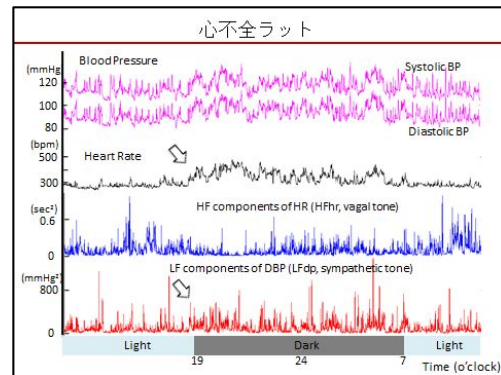 心不全ラット
Blood Pressure
(mmHg
Systolic BP
120
100
80
Diastolic BP
(bpm)
500
Heart Rate
300
(sec²)
HF components of HR (HFhr, vagal tone)
0.6
0
(mmHg²)
LF components of DBP (LFdp, sympathetic tone)
800
0
Light
Dark
Light
19
24
7
Time (o'clock)